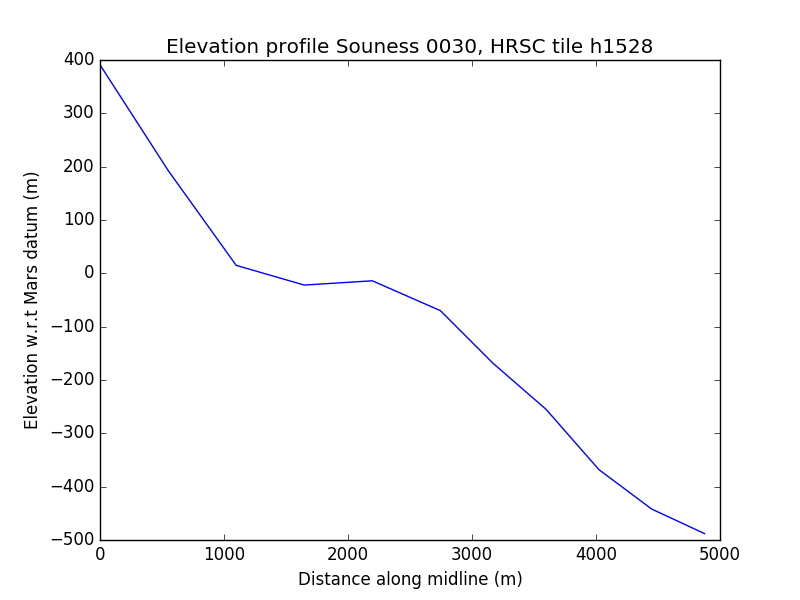 Elevation profile Souness 0030, HRSC tile h1528
400
300
200
100
0
−100
−200
−300
−400
−500
Elevation w.r.t Mars datum (m)
0 1000 2000 3000 4000 5000
Distance along midline (m)